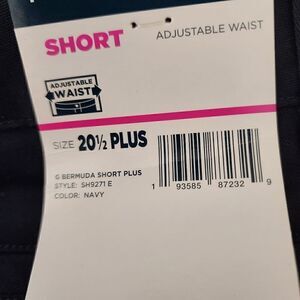 SHORT
ADJUSTABLE WAIST
ADJUSTABLE
WAIST
SIZE 20½ PLUS
G BERMUDA SHORT PLUS
STYLE: SH9271 E
COLOR: NAVY
1 93585 87232 9